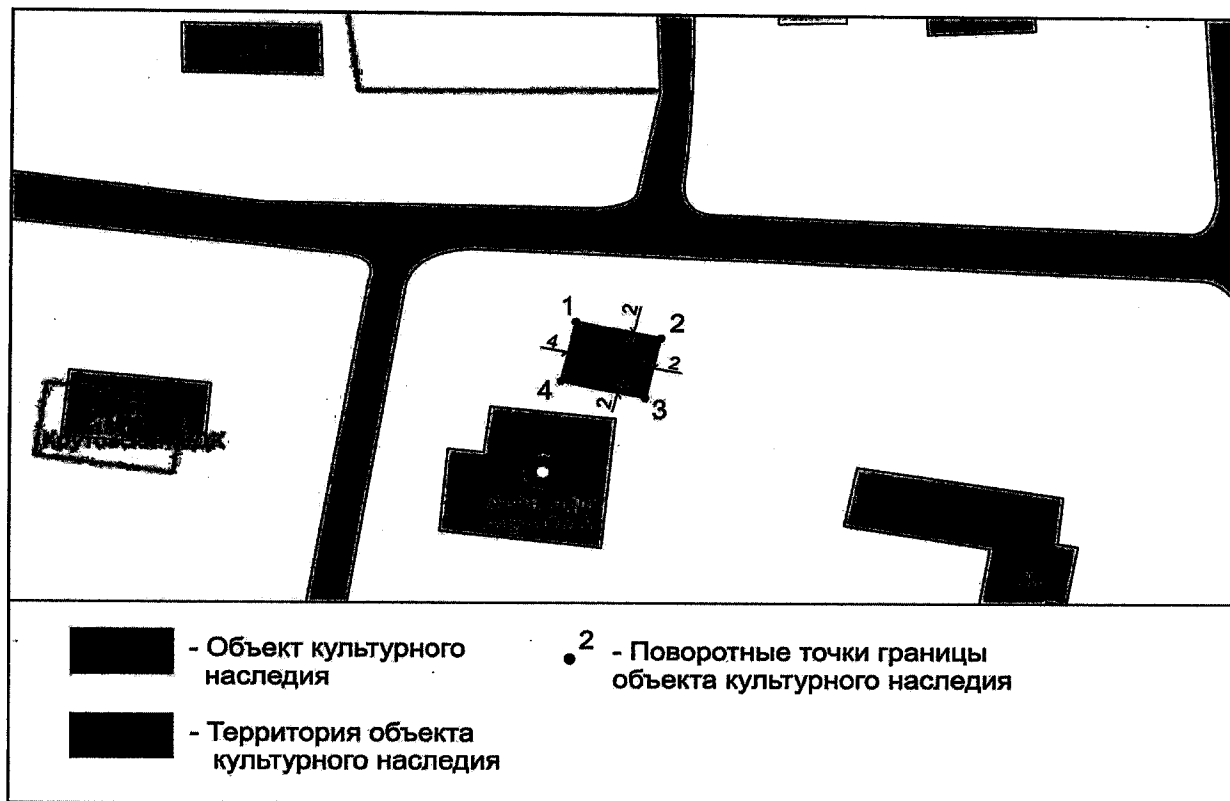 1
2
2
4
2
4
2
3
- Объект культурного
наследия
2 - Поворотные точки границы
объекта культурного наследия
- Территория объекта
культурного наследия